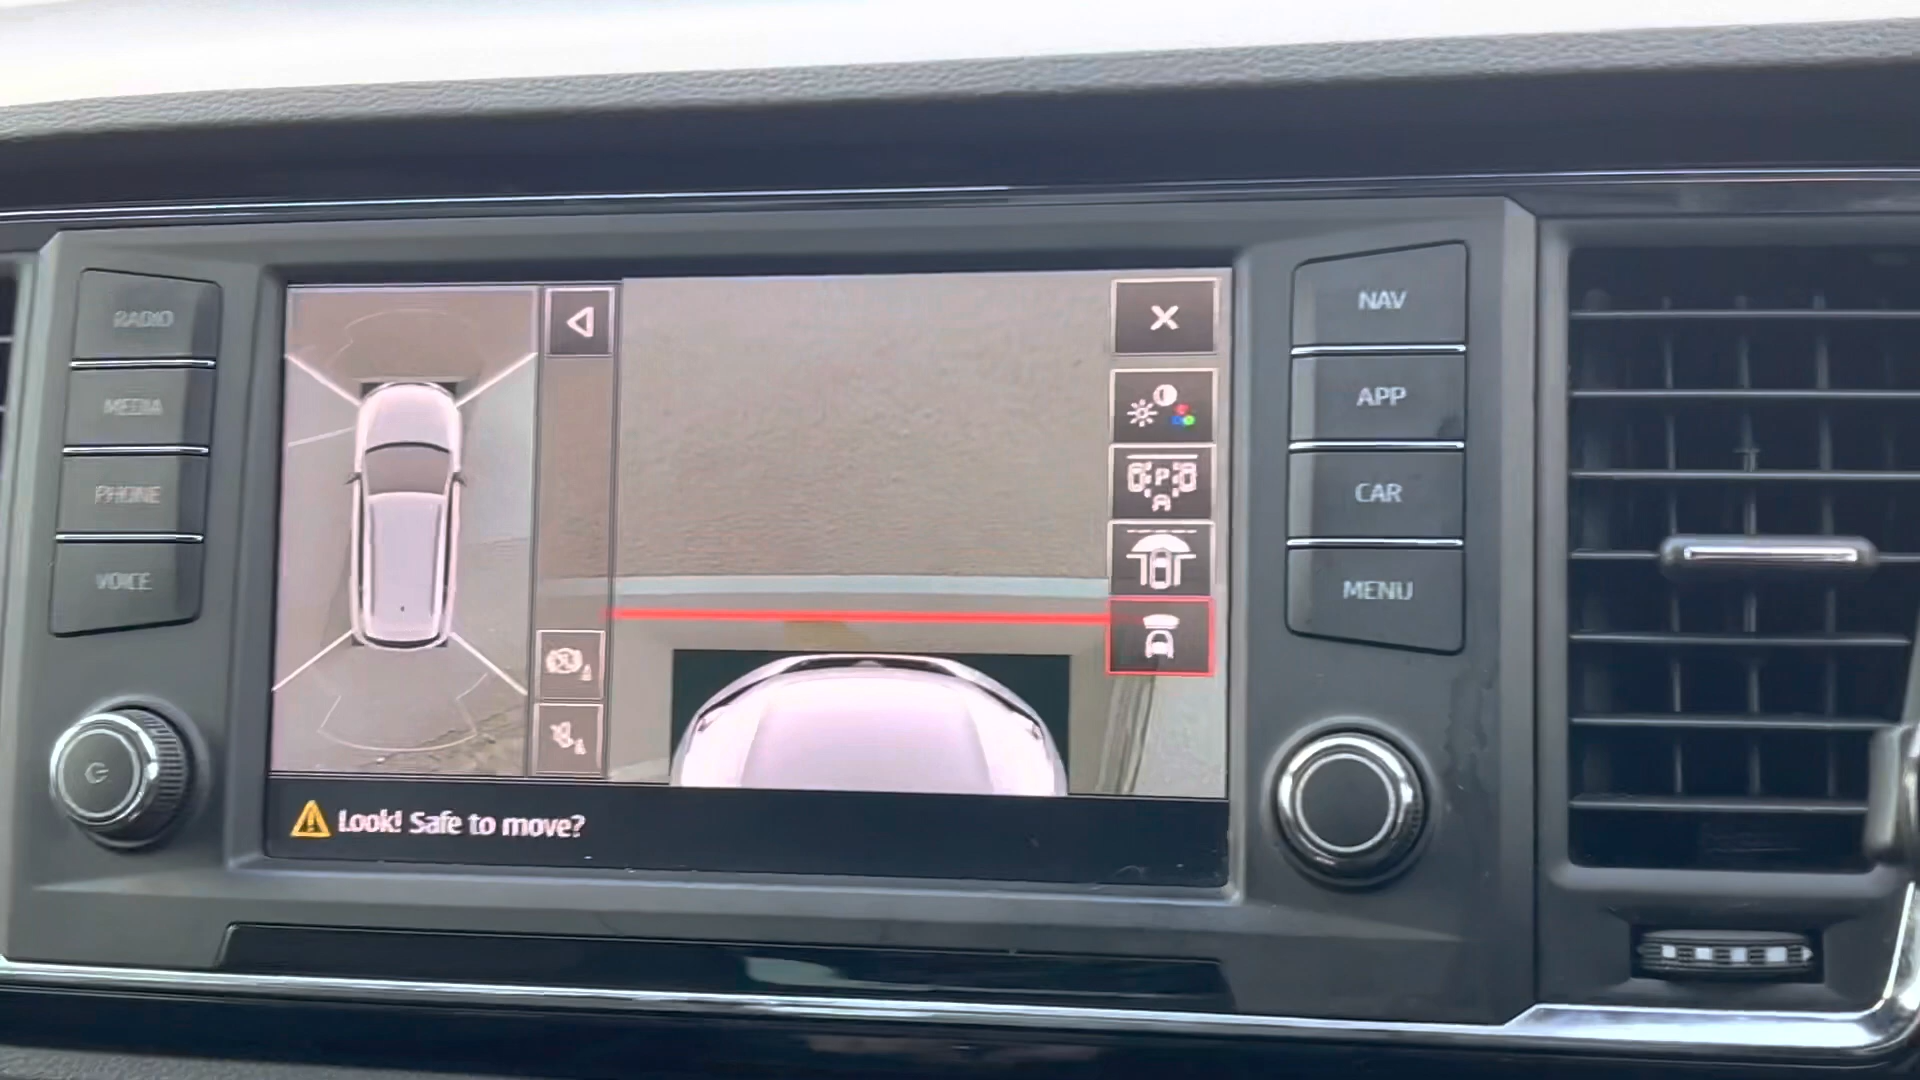 RADIO
MEDIA
PHONE
VOICE
P
Look! Safe to move?
NAV
APP
CAR
MENU